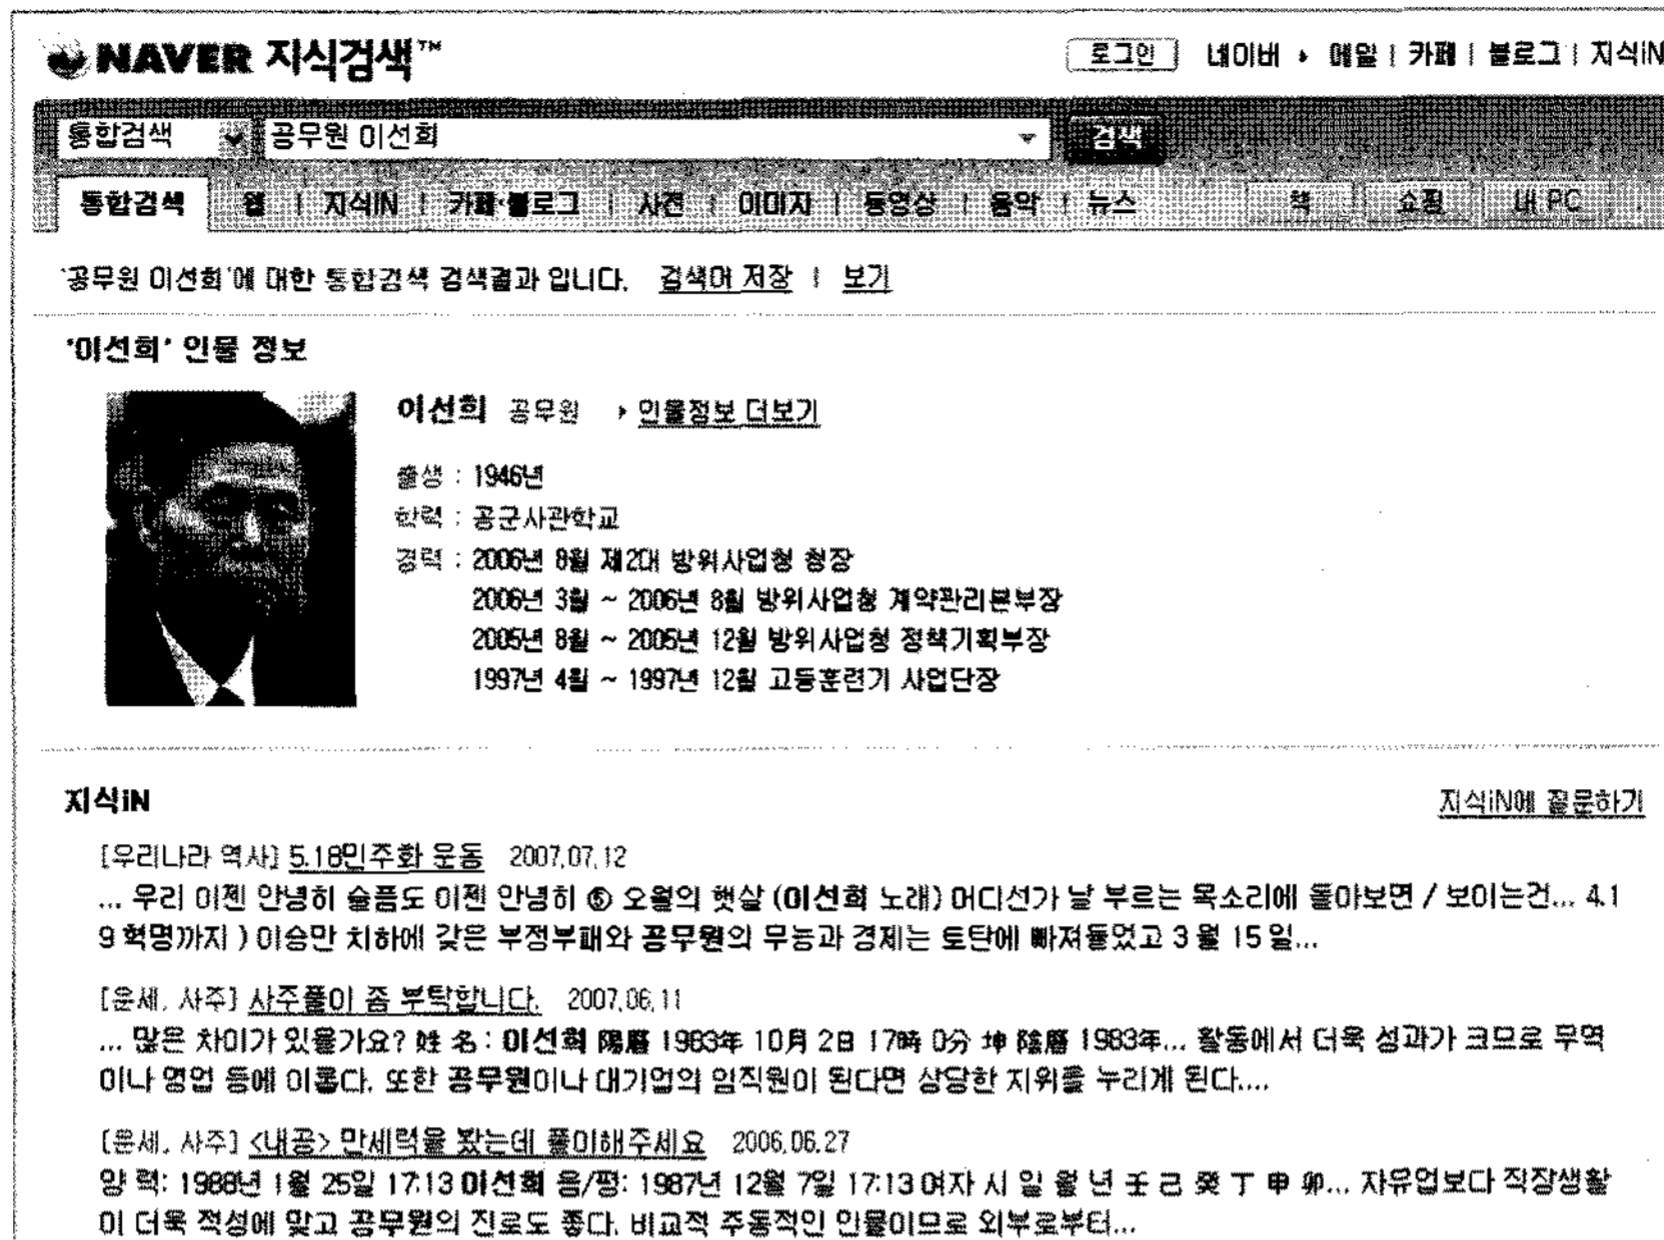 NAVER 지식검색™
로그인 네이버 ▸ 메일 | 카페 | 블로그 | 지식iN
통합검색 공무원 이선희 검색
통합검색 웹 | 지식iN | 카페·블로그 | 사전 | 이미지 | 동영상 | 음악 | 뉴스 책 쇼핑 내 PC
'공무원 이선희'에 대한 통합검색 검색결과 입니다. 검색어 저장 | 보기
'이선희' 인물 정보
이선희 공무원 ▸ 인물정보 더보기
출생 : 1946년
학력 : 공군사관학교
경력 : 2006년 8월 제2대 방위사업청 청장
2006년 3월 ~ 2006년 8월 방위사업청 계약관리본부장
2005년 8월 ~ 2005년 12월 방위사업청 정책기획부장
1997년 4월 ~ 1997년 12월 고등훈련기 사업단장
지식iN 지식iN에 질문하기
[우리나라 역사] 5.18민주화 운동 2007.07.12
... 우리 이젠 안녕히 슬픔도 이젠 안녕히 ⑤ 오월의 햇살 (이선희 노래) 어디선가 날 부르는 목소리에 돌아보면 / 보이는건... 4.1
9 혁명까지 ) 이승만 치하에 갖은 부정부패와 공무원의 무능과 경제는 토탄에 빠져들었고 3 월 15 일...
[운세, 사주] 사주풀이 좀 부탁합니다. 2007.06.11
... 많은 차이가 있을가요? 姓 名 : 이선희 陽曆 1983年 10月 2日 17時 0分 坤 陰曆 1983年... 활동에서 더욱 성과가 크므로 무역
이나 영업 등에 이롭다. 또한 공무원이나 대기업의 임직원이 된다면 상당한 지위를 누리게 된다....
[운세, 사주] <내공> 만세력을 봤는데 풀이해주세요 2006.06.27
양 력: 1988년 1월 25일 17:13 이선희 음/평: 1987년 12월 7일 17:13 여자 시 일 월 년 壬 己 癸 丁 申 卯... 자유업보다 직장생활
이 더욱 적성에 맞고 공무원의 진로도 좋다. 비교적 주동적인 인물이므로 외부로부터...